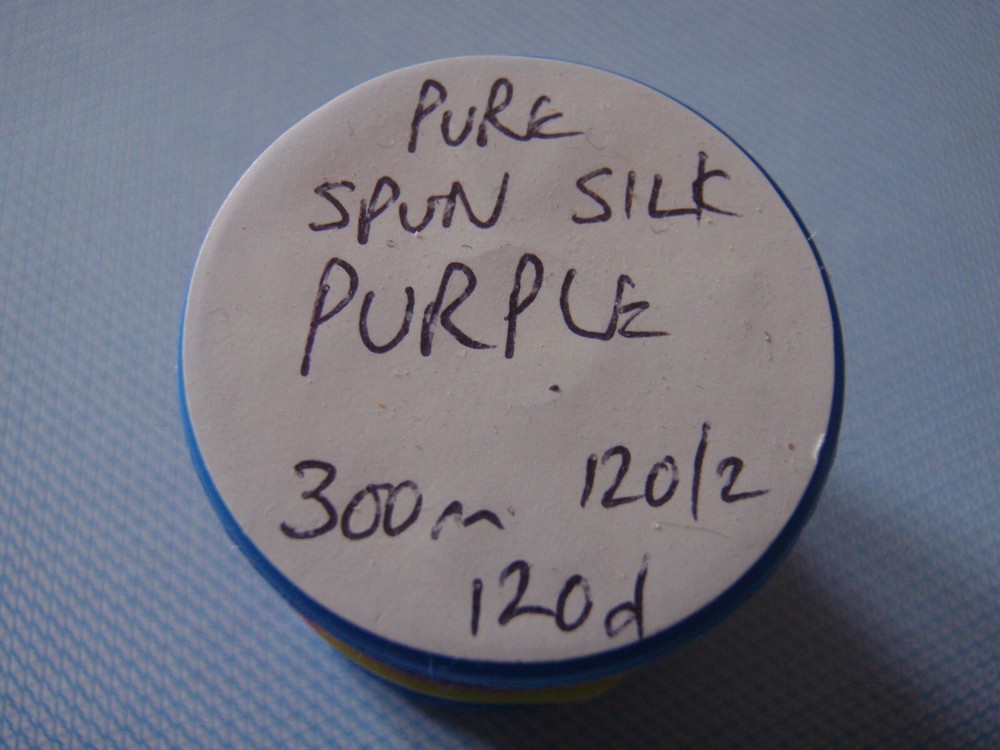 PURE
SPUN SILK
PURPLE
300m 120/2
120d